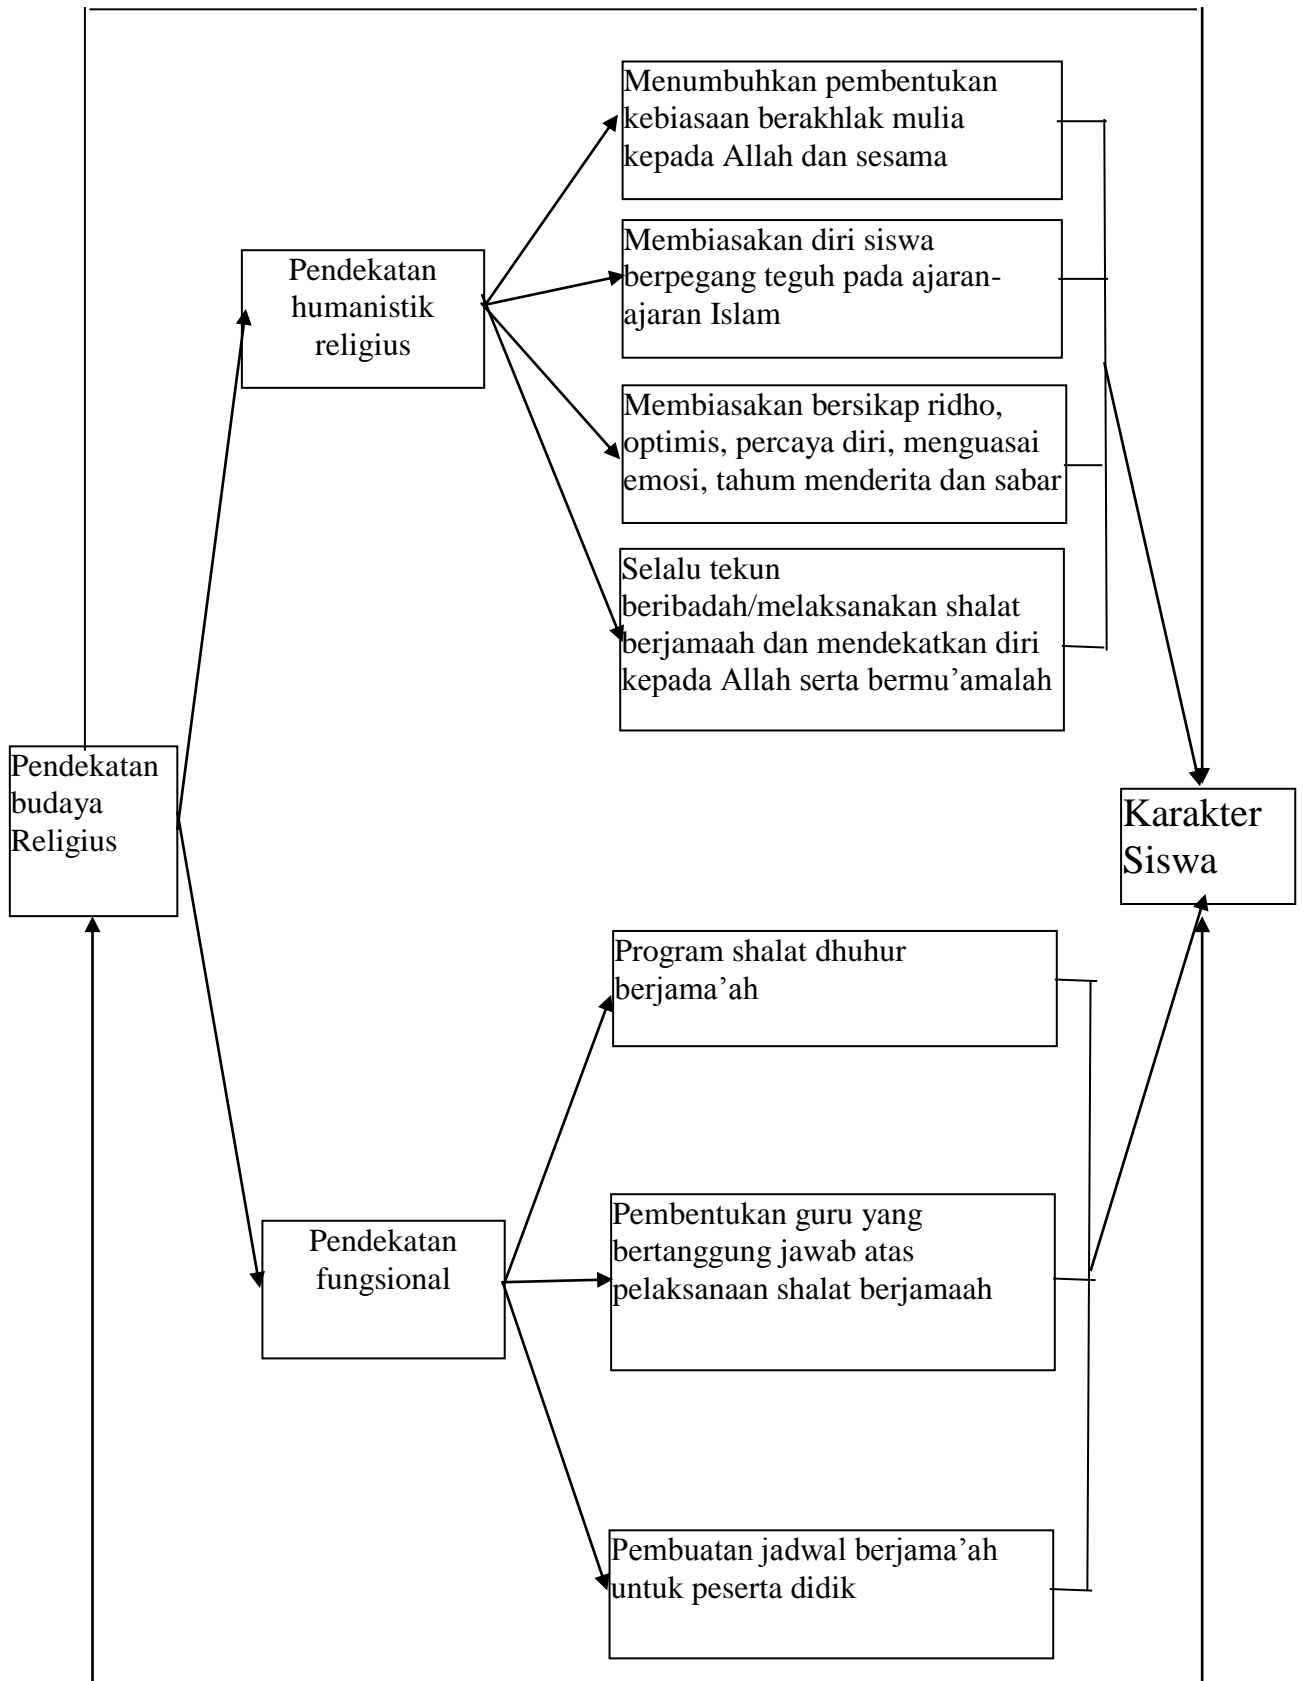 Menumbuhkan pembentukan
kebiasaan berakhlak mulia
kepada Allah dan sesama
Membiasakan diri siswa
berpegang teguh pada ajaran-
ajaran Islam
Pendekatan
humanistik
religius
Membiasakan bersikap ridho,
optimis, percaya diri, menguasai
emosi, tahum menderita dan sabar
Selalu tekun
beribadah/melaksanakan shalat
berjamaah dan mendekatkan diri
kepada Allah serta bermu’amalah
Pendekatan
budaya
Religius
Karakter
Siswa
Program shalat dhuhur
berjama’ah
Pembentukan guru yang
bertanggung jawab atas
pelaksanaan shalat berjamaah
Pendekatan
fungsional
Pembuatan jadwal berjama’ah
untuk peserta didik